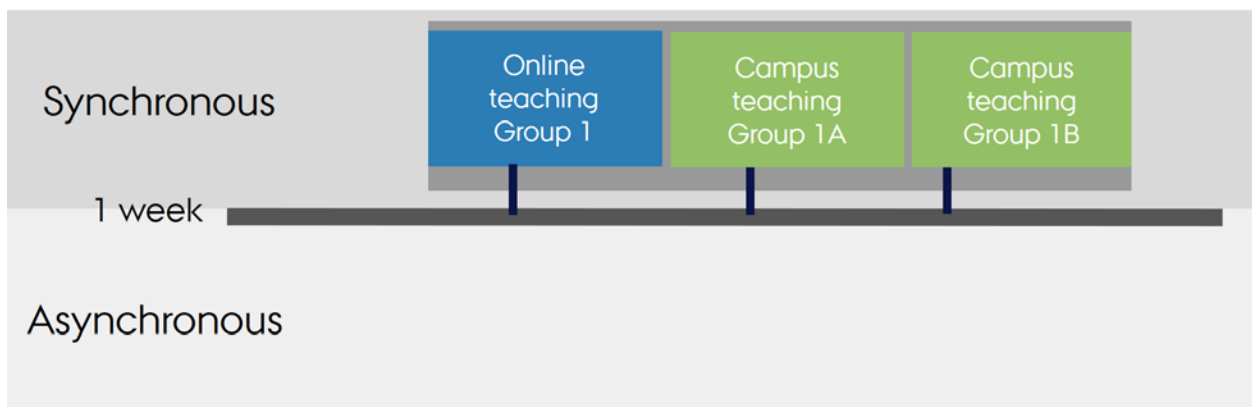 Synchronous
Online
teaching
Group 1
Campus
teaching
Group 1A
Campus
teaching
Group 1B
1 week
Asynchronous